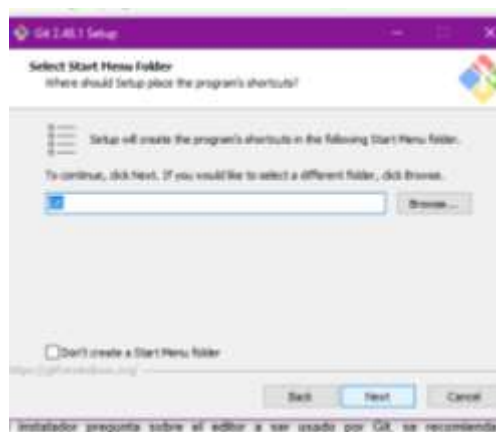 Git 2.48.1 Setup
Select Start Menu Folder
Where should Setup place the program's shortcuts?
Setup will create the program's shortcuts in the following Start Menu folder.
To continue, click Next. If you would like to select a different folder, click Browse.
Git
Browse...
Don't create a Start Menu folder
https://gitforwindows.org/
Back
Next
Cancel
instalador pregunta sobre el editor a ser usado por Git, se recomienda